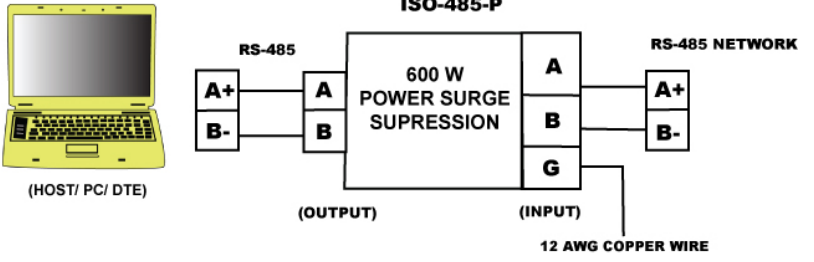 ISO-485-P
RS-485
RS-485 NETWORK
A+
B-
A
B
600 W
POWER SURGE
SUPRESSION
A
B
G
A+
B-
(HOST/ PC/ DTE)
(OUTPUT)
(INPUT)
12 AWG COPPER WIRE